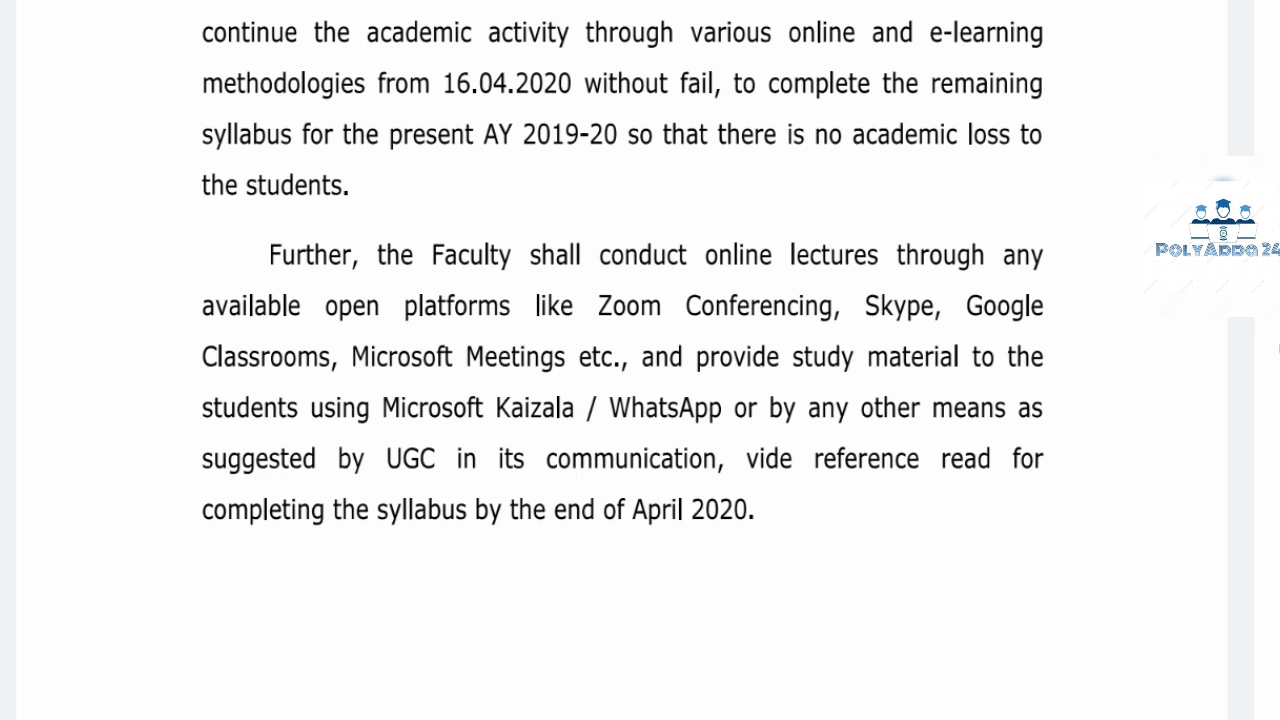 continue the academic activity through various online and e-learning
methodologies from 16.04.2020 without fail, to complete the remaining
syllabus for the present AY 2019-20 so that there is no academic loss to
the students.
Further, the Faculty shall conduct online lectures through any
available open platforms like Zoom Conferencing, Skype, Google
Classrooms, Microsoft Meetings etc., and provide study material to the
students using Microsoft Kaizala / WhatsApp or by any other means as
suggested by UGC in its communication, vide reference read for
completing the syllabus by the end of April 2020.
POLYADDA 24